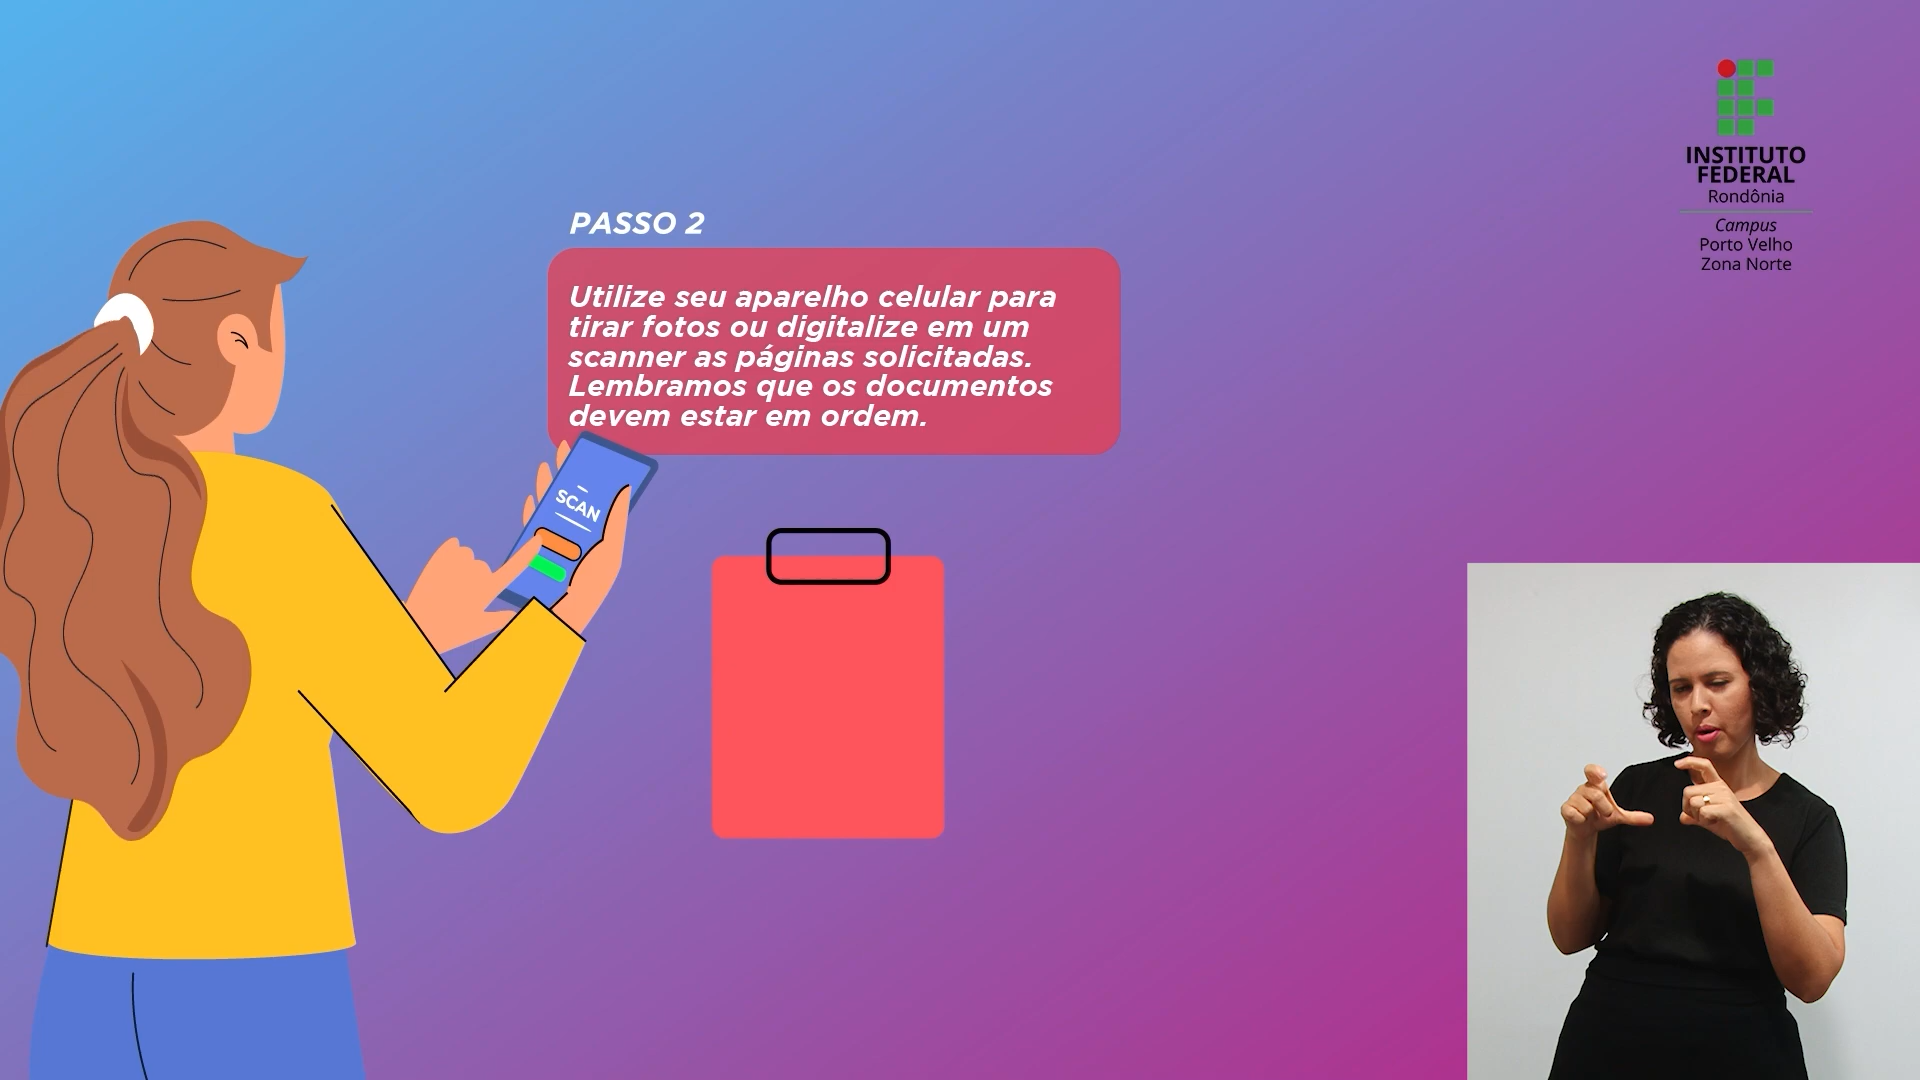 PASSO 2
Utilize seu aparelho celular para
tirar fotos ou digitalize em um
scanner as páginas solicitadas.
Lembramos que os documentos
devem estar em ordem.
SCAN
INSTITUTO
FEDERAL
Rondônia
Campus
Porto Velho
Zona Norte